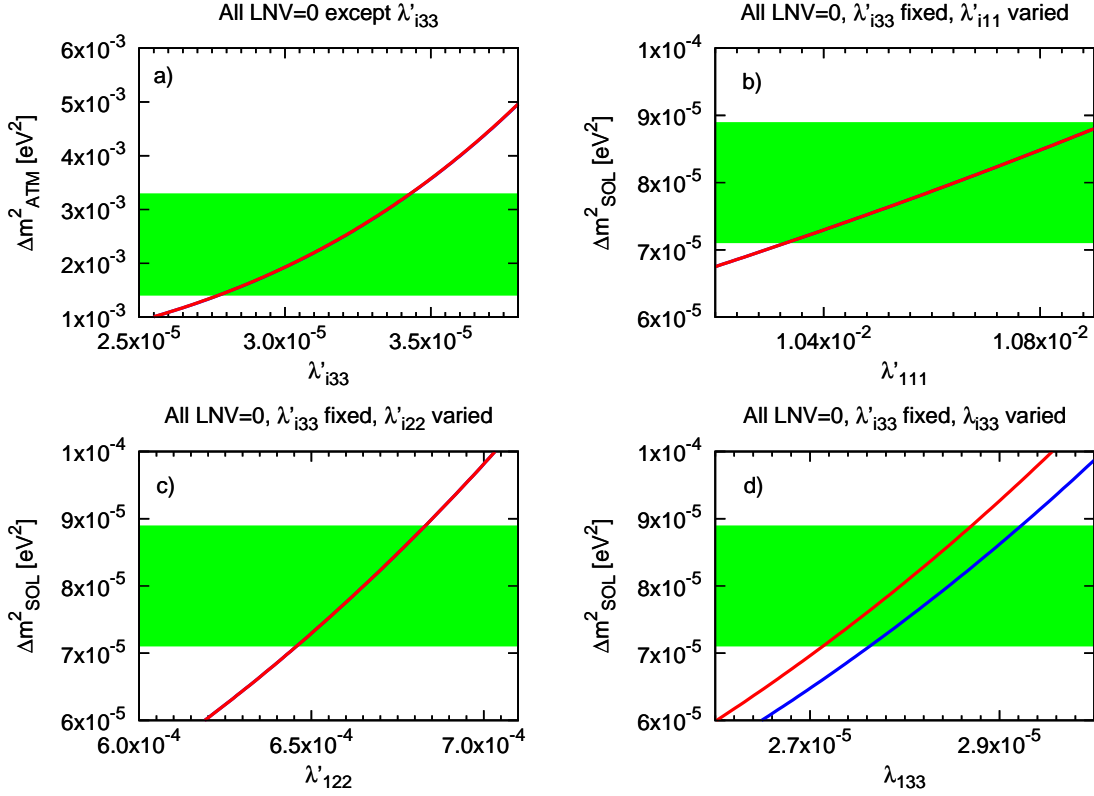 All LNV=0 except λ'i33
6x10-3
5x10-3
4x10-3
3x10-3
2x10-3
1x10-3
Δm2ATM [eV2]
a)
2.5x10-5 3.0x10-5 3.5x10-5
λ'i33
All LNV=0, λ'i33 fixed, λ'i11 varied
1x10-4
9x10-5
8x10-5
7x10-5
6x10-5
Δm2SOL [eV2]
b)
1.04x10-2 1.08x10-2
λ'111
All LNV=0, λ'i33 fixed, λ'i22 varied
1x10-4
9x10-5
8x10-5
7x10-5
6x10-5
Δm2SOL [eV2]
c)
6.0x10-4 6.5x10-4 7.0x10-4
λ'122
All LNV=0, λ'i33 fixed, λi33 varied
1x10-4
9x10-5
8x10-5
7x10-5
6x10-5
Δm2SOL [eV2]
d)
2.7x10-5 2.9x10-5
λ133